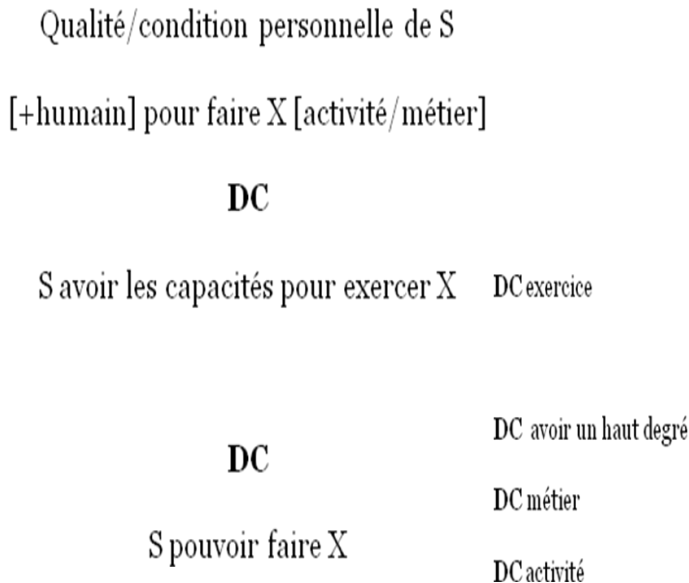 Qualité/condition personnelle de S
[+humain] pour faire X [activité/métier]
DC
S avoir les capacités pour exercer X DC exercice
DC avoir un haut degré
DC
DC métier
S pouvoir faire X
DC activité